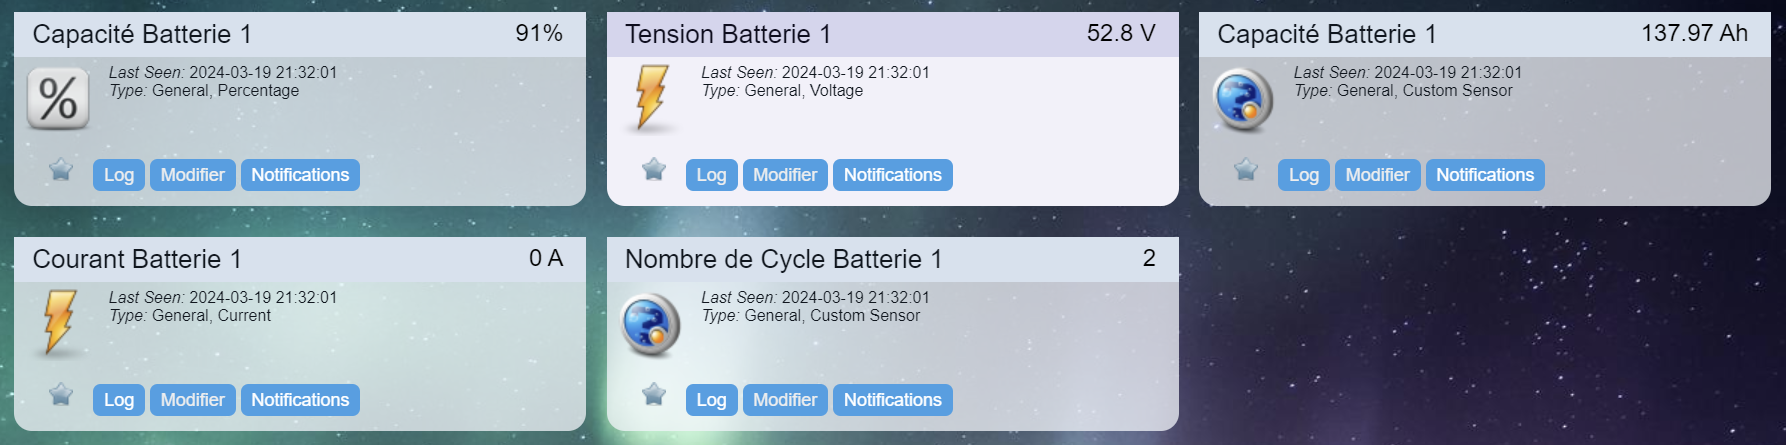 Capacité Batterie 1 91%
Last Seen: 2024-03-19 21:32:01
Type: General, Percentage
%
Log Modifier Notifications
Tension Batterie 1 52.8 V
Last Seen: 2024-03-19 21:32:01
Type: General, Voltage
Log Modifier Notifications
Capacité Batterie 1 137.97 Ah
Last Seen: 2024-03-19 21:32:01
Type: General, Custom Sensor
Log Modifier Notifications
Courant Batterie 1 0 A
Last Seen: 2024-03-19 21:32:01
Type: General, Current
Log Modifier Notifications
Nombre de Cycle Batterie 1 2
Last Seen: 2024-03-19 21:32:01
Type: General, Custom Sensor
Log Modifier Notifications